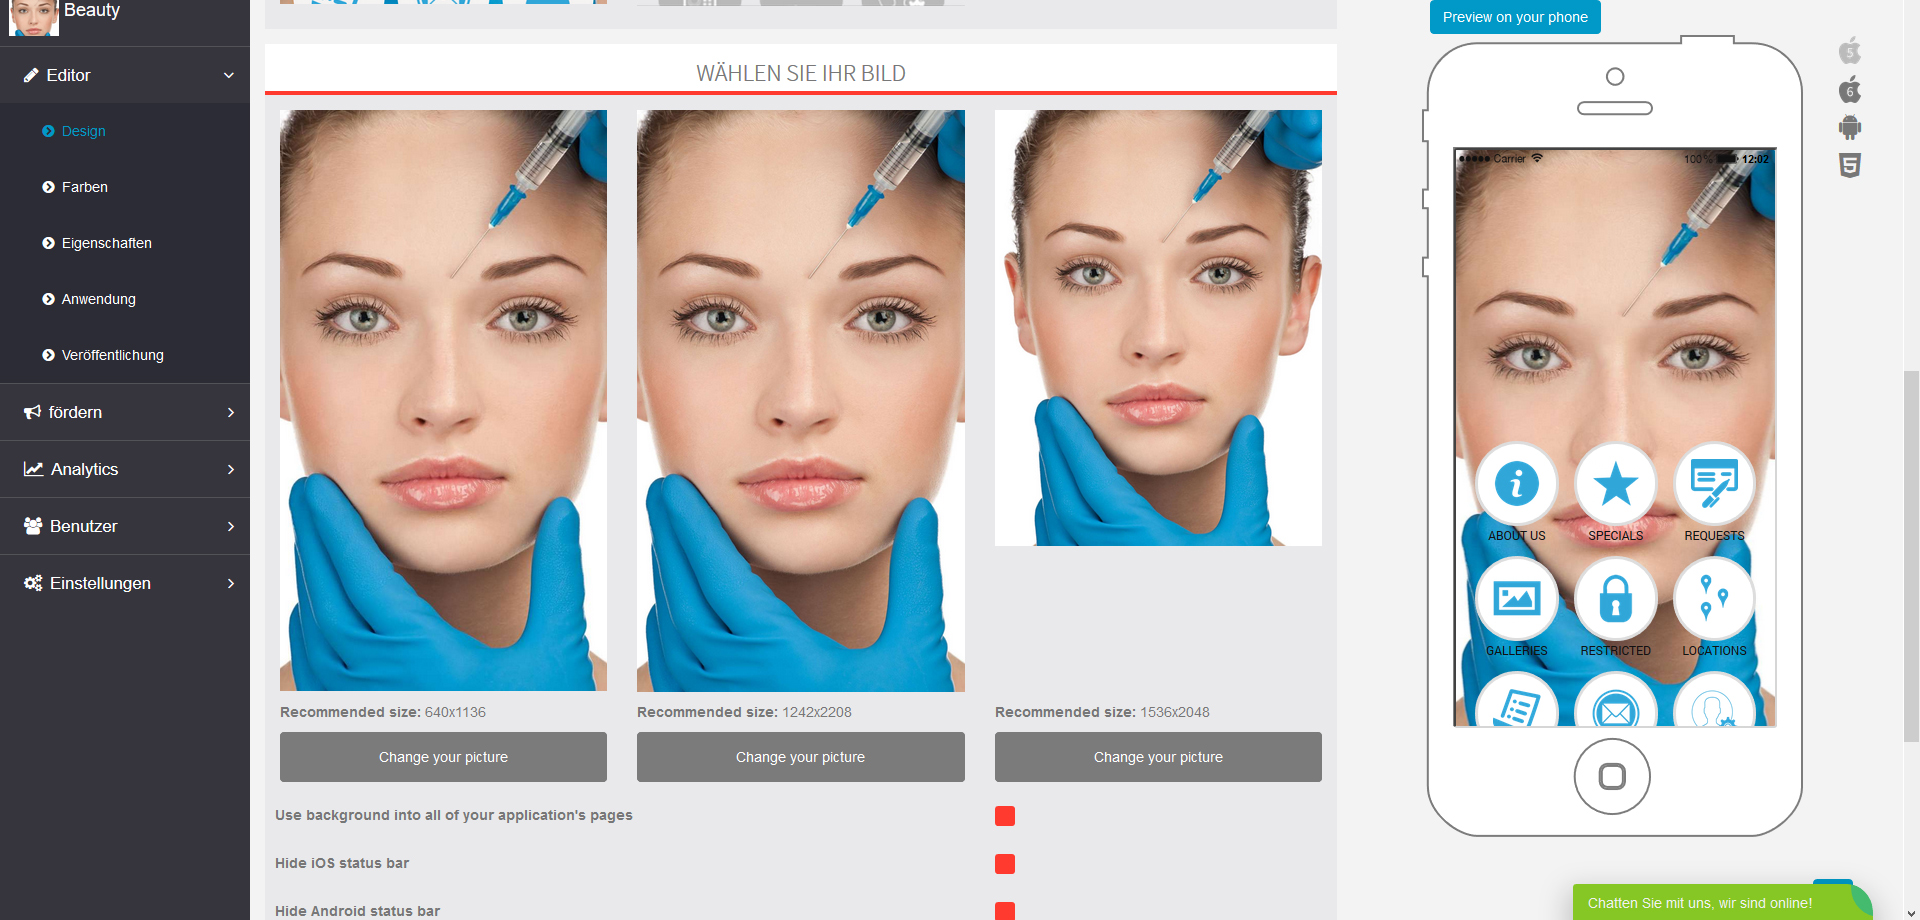 Beauty
Editor
Design
Farben
Eigenschaften
Anwendung
Veröffentlichung
fördern
Analytics
Benutzer
Einstellungen
WÄHLEN SIE IHR BILD
Recommended size: 640x1136
Change your picture
Recommended size: 1242x2208
Change your picture
Recommended size: 1536x2048
Change your picture
Use background into all of your application's pages
Hide iOS status bar
Hide Android status bar
Preview on your phone
5
6
5
Carrier 100% 12:02
ABOUT US SPECIALS REQUESTS
GALLERIES RESTRICTED LOCATIONS
Chatten Sie mit uns, wir sind online!